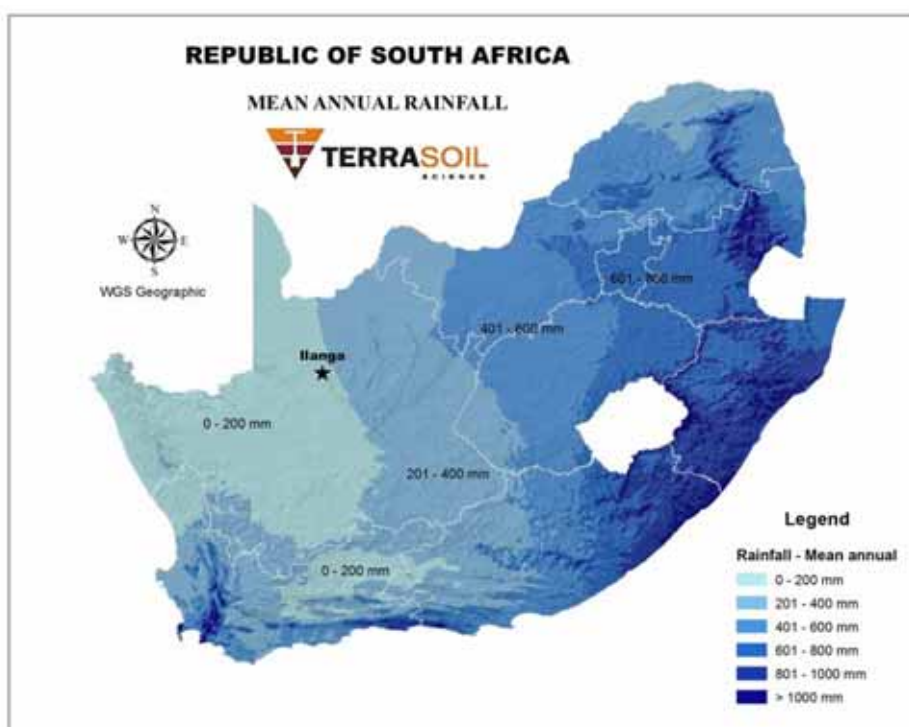 REPUBLIC OF SOUTH AFRICA
MEAN ANNUAL RAINFALL
TERRASOIL
SCIENCE
N
W E
S
WGS Geographic
601 - 800 mm
401 - 600 mm
Ilanga
0 - 200 mm
201 - 400 mm
0 - 200 mm
Legend
Rainfall - Mean annual
0 - 200 mm
201 - 400 mm
401 - 600 mm
601 - 800 mm
801 - 1000 mm
> 1000 mm